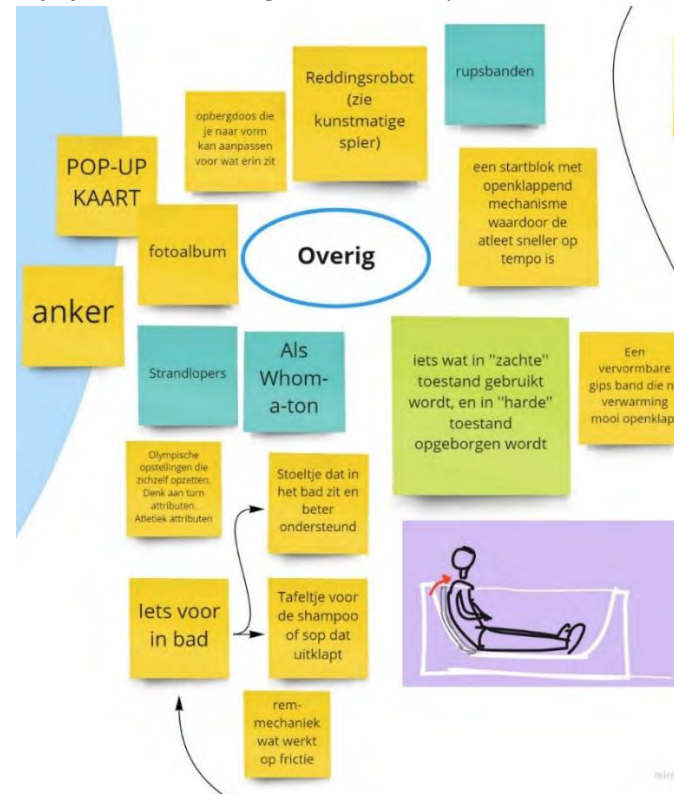 Reddingsrobot
(zie
kunstmatige
spier)
rupsbanden
opbergdoos die
je naar vorm
kan aanpassen
voor wat erin zit
POP-UP
KAART
een startblok met
openklappend
mechanisme
waardoor de
atleet sneller op
tempo is
fotoalbum
Overig
anker
Strandlopers
Als
Whom-
a-ton
iets wat in "zachte"
toestand gebruikt
wordt, en in "harde"
toestand
opgeborgen wordt
Een
vervormbare
gips band die
verwarming
mooi openklap
Olympische
opstellingen die
zichzelf opzetten.
Denk aan turn
attributen.
Atletiek attributen
Stoeltje dat in
het bad zit en
beter
ondersteund
Iets voor
in bad
Tafeltje voor
de shampoo
of sop dat
uitklapt
rem-
mechaniek
wat werkt
op frictie